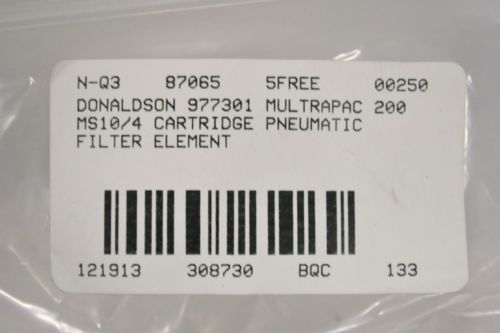 N-Q3 87065 5FREE 00250
DONALDSON 977301 MULTRAPAC 200
MS10/4 CARTRIDGE PNEUMATIC
FILTER ELEMENT
121913 308730 BQC 133